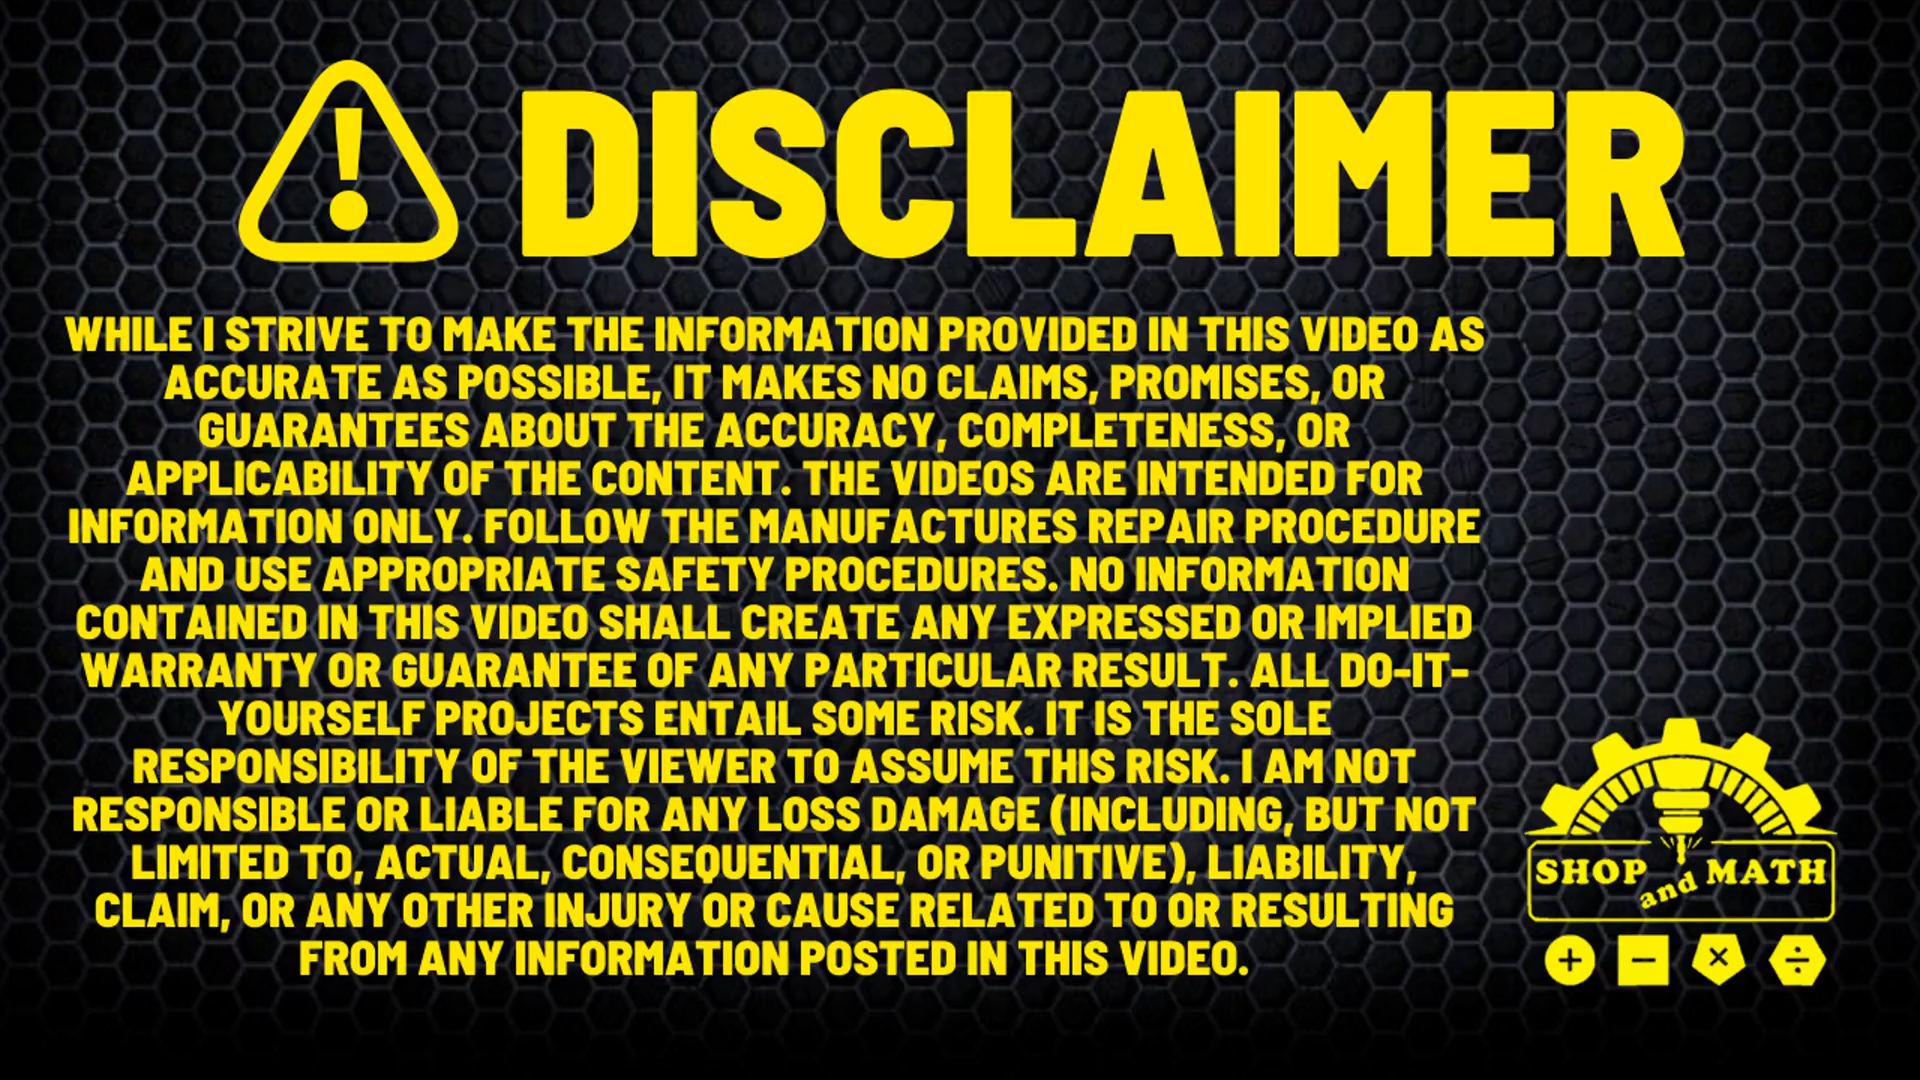 ! DISCLAIMER
WHILE I STRIVE TO MAKE THE INFORMATION PROVIDED IN THIS VIDEO AS
ACCURATE AS POSSIBLE, IT MAKES NO CLAIMS, PROMISES, OR
GUARANTEES ABOUT THE ACCURACY, COMPLETENESS, OR
APPLICABILITY OF THE CONTENT. THE VIDEOS ARE INTENDED FOR
INFORMATION ONLY. FOLLOW THE MANUFACTURES REPAIR PROCEDURE
AND USE APPROPRIATE SAFETY PROCEDURES. NO INFORMATION
CONTAINED IN THIS VIDEO SHALL CREATE ANY EXPRESSED OR IMPLIED
WARRANTY OR GUARANTEE OF ANY PARTICULAR RESULT. ALL DO-IT-
YOURSELF PROJECTS ENTAIL SOME RISK. IT IS THE SOLE
RESPONSIBILITY OF THE VIEWER TO ASSUME THIS RISK. I AM NOT
RESPONSIBLE OR LIABLE FOR ANY LOSS DAMAGE (INCLUDING, BUT NOT
LIMITED TO, ACTUAL, CONSEQUENTIAL, OR PUNITIVE), LIABILITY,
CLAIM, OR ANY OTHER INJURY OR CAUSE RELATED TO OR RESULTING
FROM ANY INFORMATION POSTED IN THIS VIDEO.
SHOP and MATH
+ − × ÷